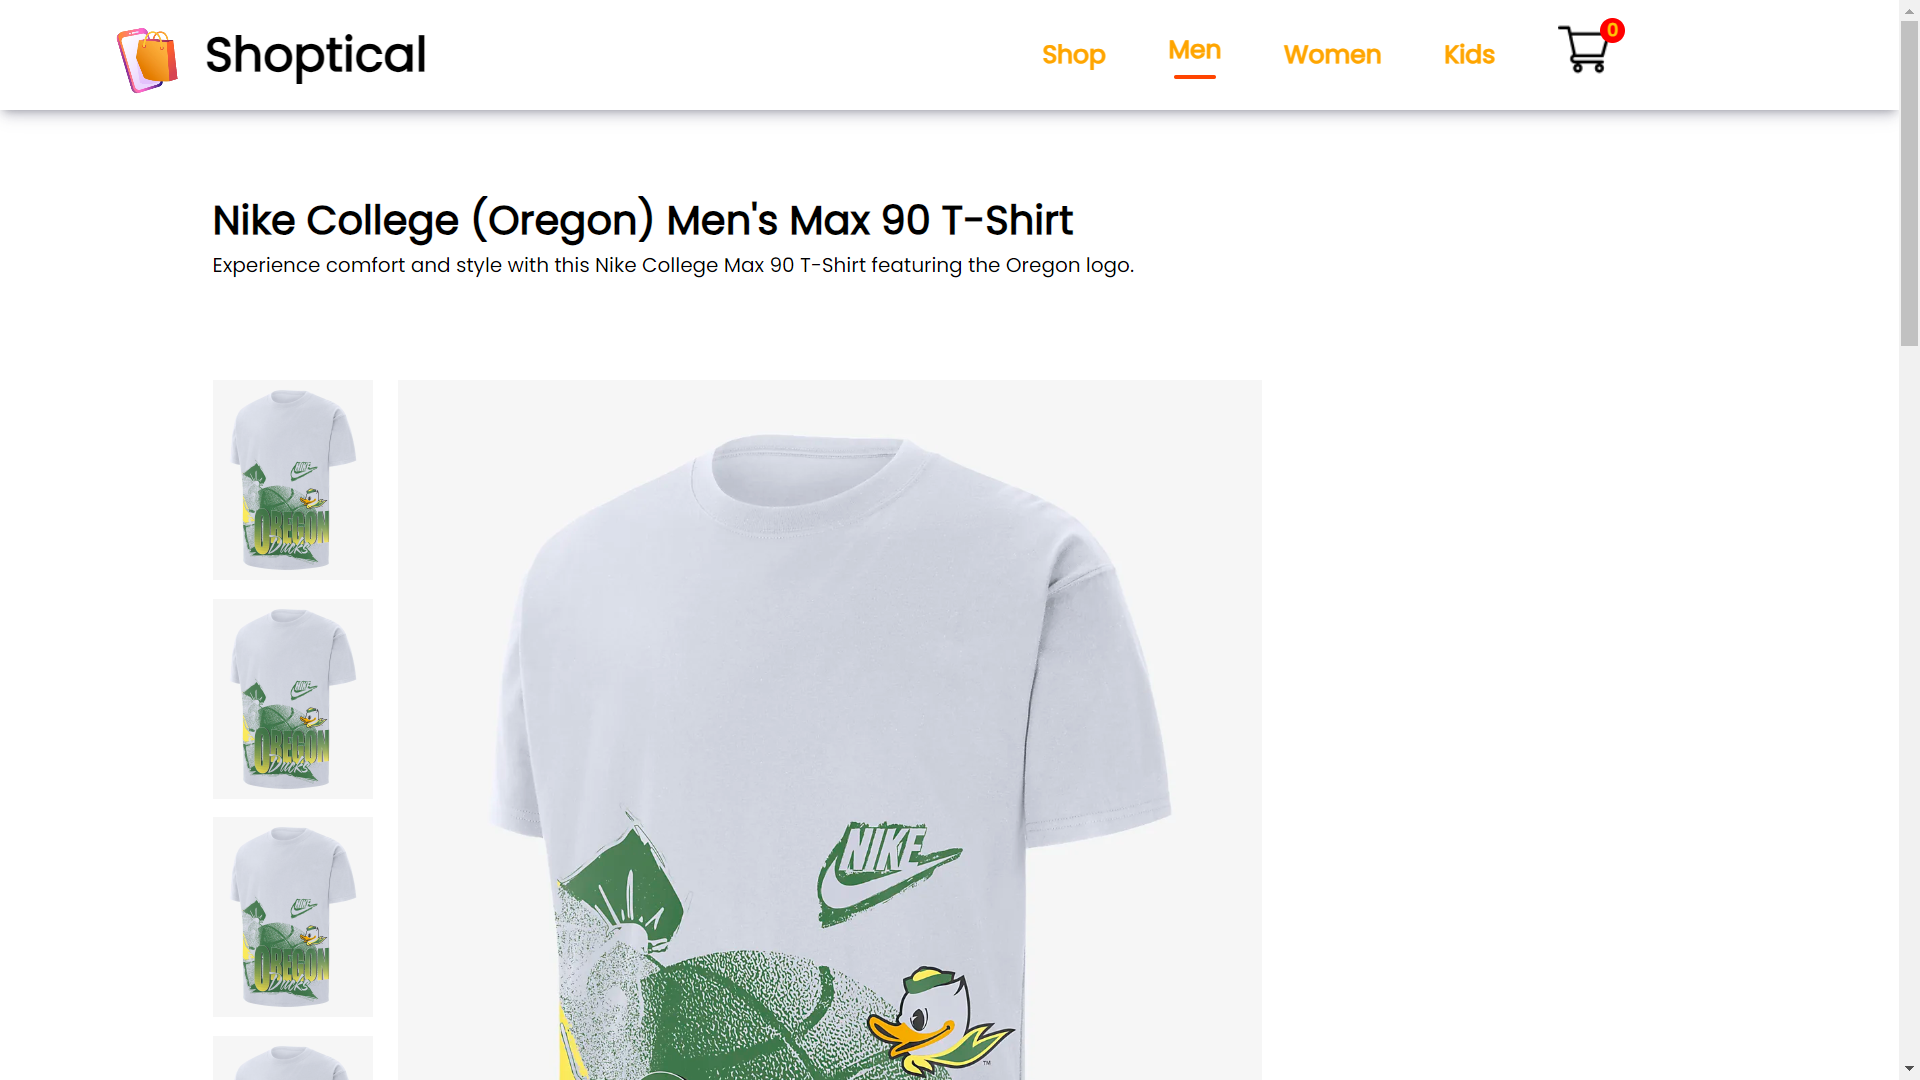 Shoptical
Shop
Men
Women
Kids
0
Nike College (Oregon) Men's Max 90 T-Shirt
Experience comfort and style with this Nike College Max 90 T-Shirt featuring the Oregon logo.
NIKE
OREGON
Ducks
NIKE
OREGON
Ducks
NIKE
OREGON
Ducks
NIKE
TM